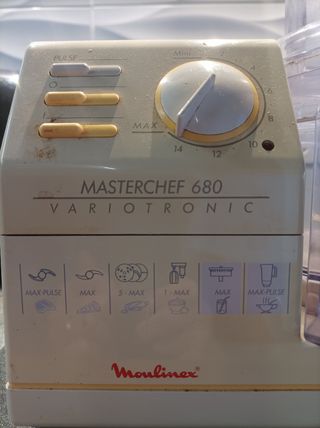 PULSE
Mini
4
6
8
10
12
14
MAX
MASTERCHEF 680
VARIOTRONIC
MAX-PULSE MAX 5-MAX 1-MAX MAX MAX-PULSE
Moulinex